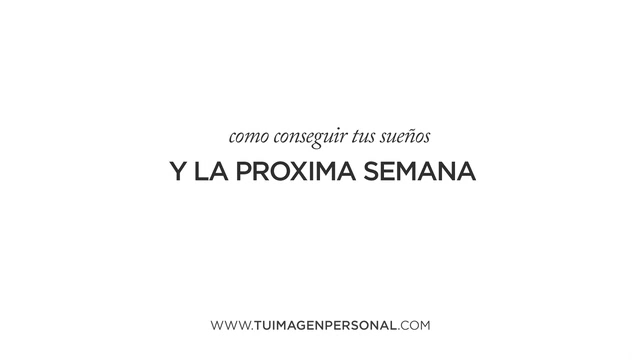 como conseguir tus sueños
Y LA PROXIMA SEMANA
WWW.TUIMAGENPERSONAL.COM